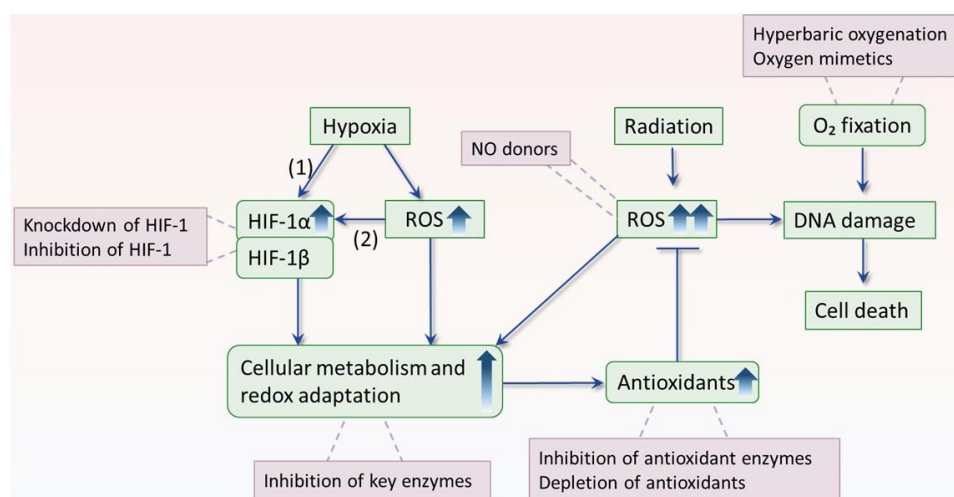 Hyperbaric oxygenation
Oxygen mimetics
Hypoxia
Radiation
O₂ fixation
(1)
NO donors
Knockdown of HIF-1
Inhibition of HIF-1
HIF-1α
HIF-1β
(2)
ROS
ROS
DNA damage
Cell death
Cellular metabolism and
redox adaptation
Antioxidants
Inhibition of key enzymes
Inhibition of antioxidant enzymes
Depletion of antioxidants